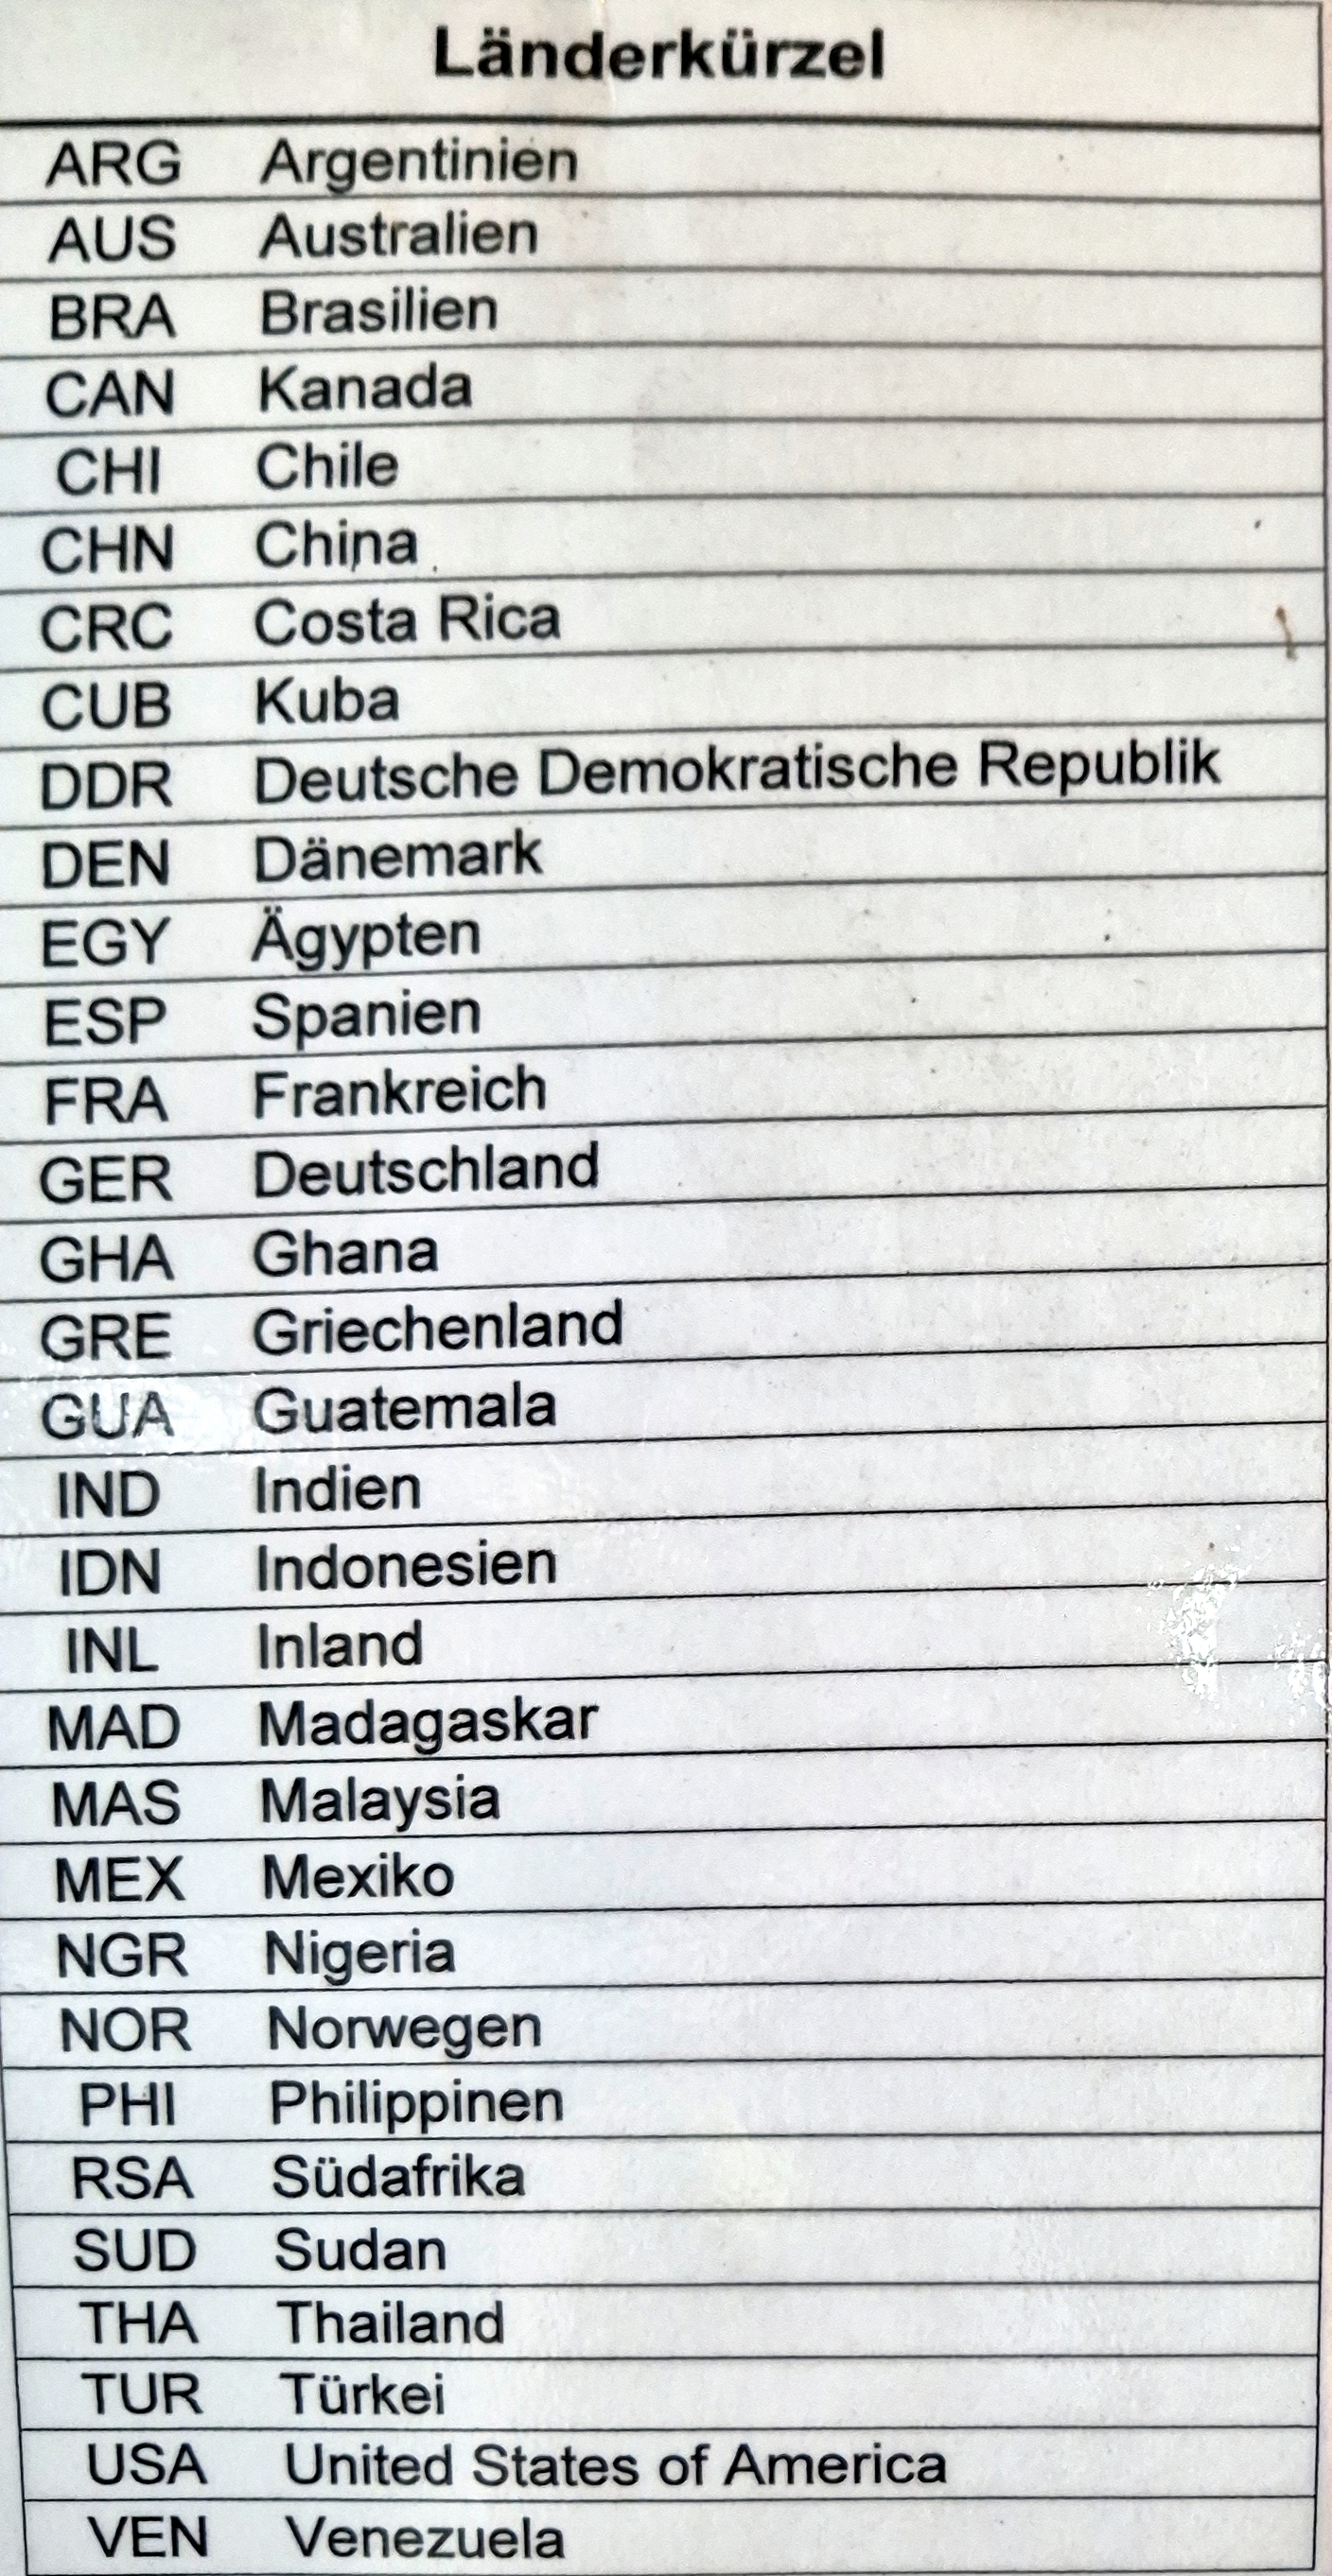 Länderkürzel
ARG Argentinien
AUS Australien
BRA Brasilien
CAN Kanada
CHI Chile
CHN China
CRC Costa Rica
CUB Kuba
DDR Deutsche Demokratische Republik
DEN Dänemark
EGY Ägypten
ESP Spanien
FRA Frankreich
GER Deutschland
GHA Ghana
GRE Griechenland
GUA Guatemala
IND Indien
IDN Indonesien
INL Inland
MAD Madagaskar
MAS Malaysia
MEX Mexiko
NGR Nigeria
NOR Norwegen
PHI Philippinen
RSA Südafrika
SUD Sudan
THA Thailand
TUR Türkei
USA United States of America
VEN Venezuela